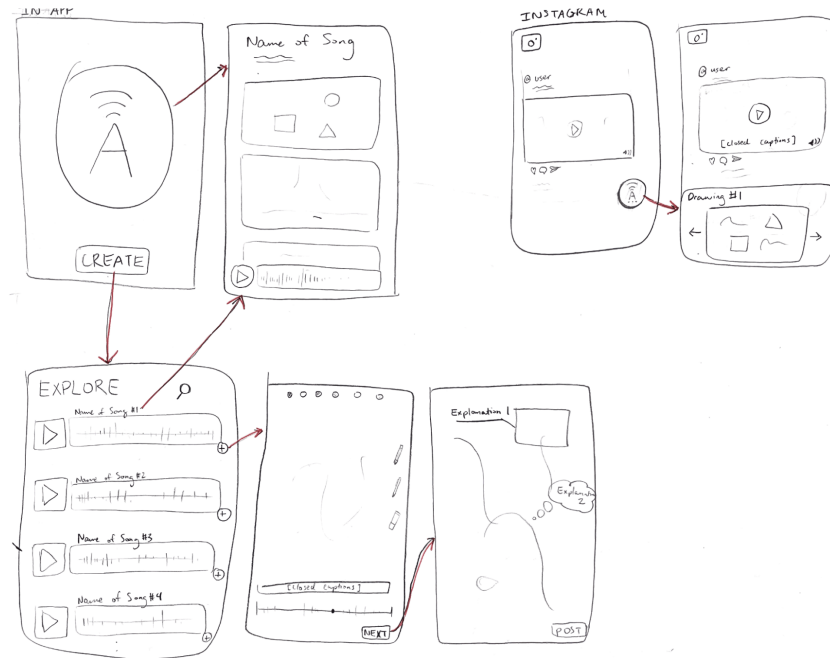 IN-APP
A
CREATE
Name of Song
INSTAGRAM
@ user
A
@ user
[closed captions]
Drawing #1
EXPLORE
Name of Song #1
Name of Song #2
Name of Song #3
Name of Song #4
[closed captions]
NEXT
Explanation 1
Explanation
2
POST